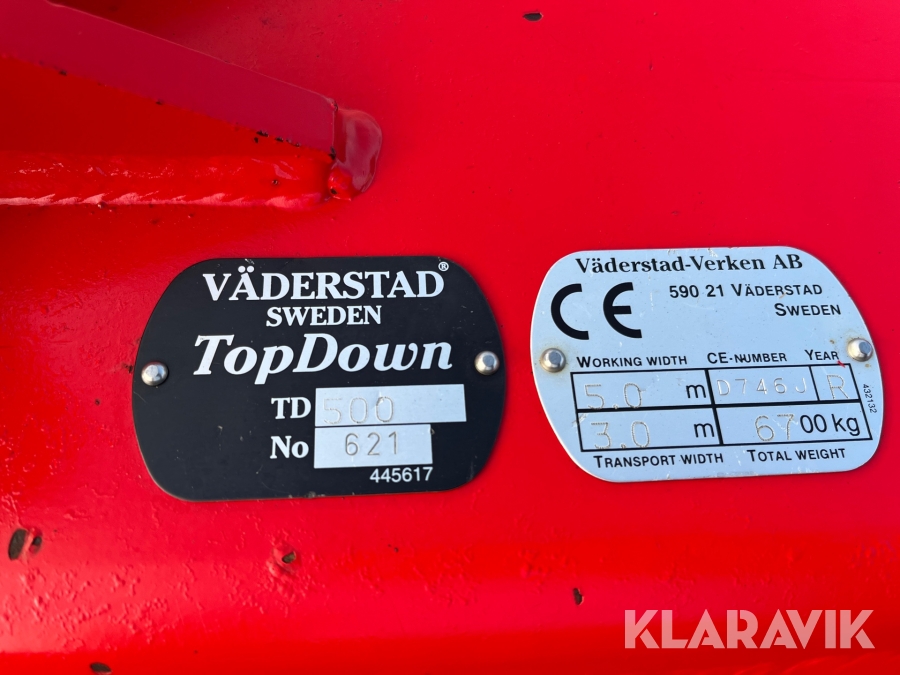 VÄDERSTAD®
SWEDEN
TopDown
TD 500
No 621
445617
Väderstad-Verken AB
590 21 VÄDERSTAD
SWEDEN
CE
WORKING WIDTH CE-NUMBER YEAR
5.0 m D746J R
3.0 m 6700 kg
TRANSPORT WIDTH TOTAL WEIGHT
432132
KLARAVIK